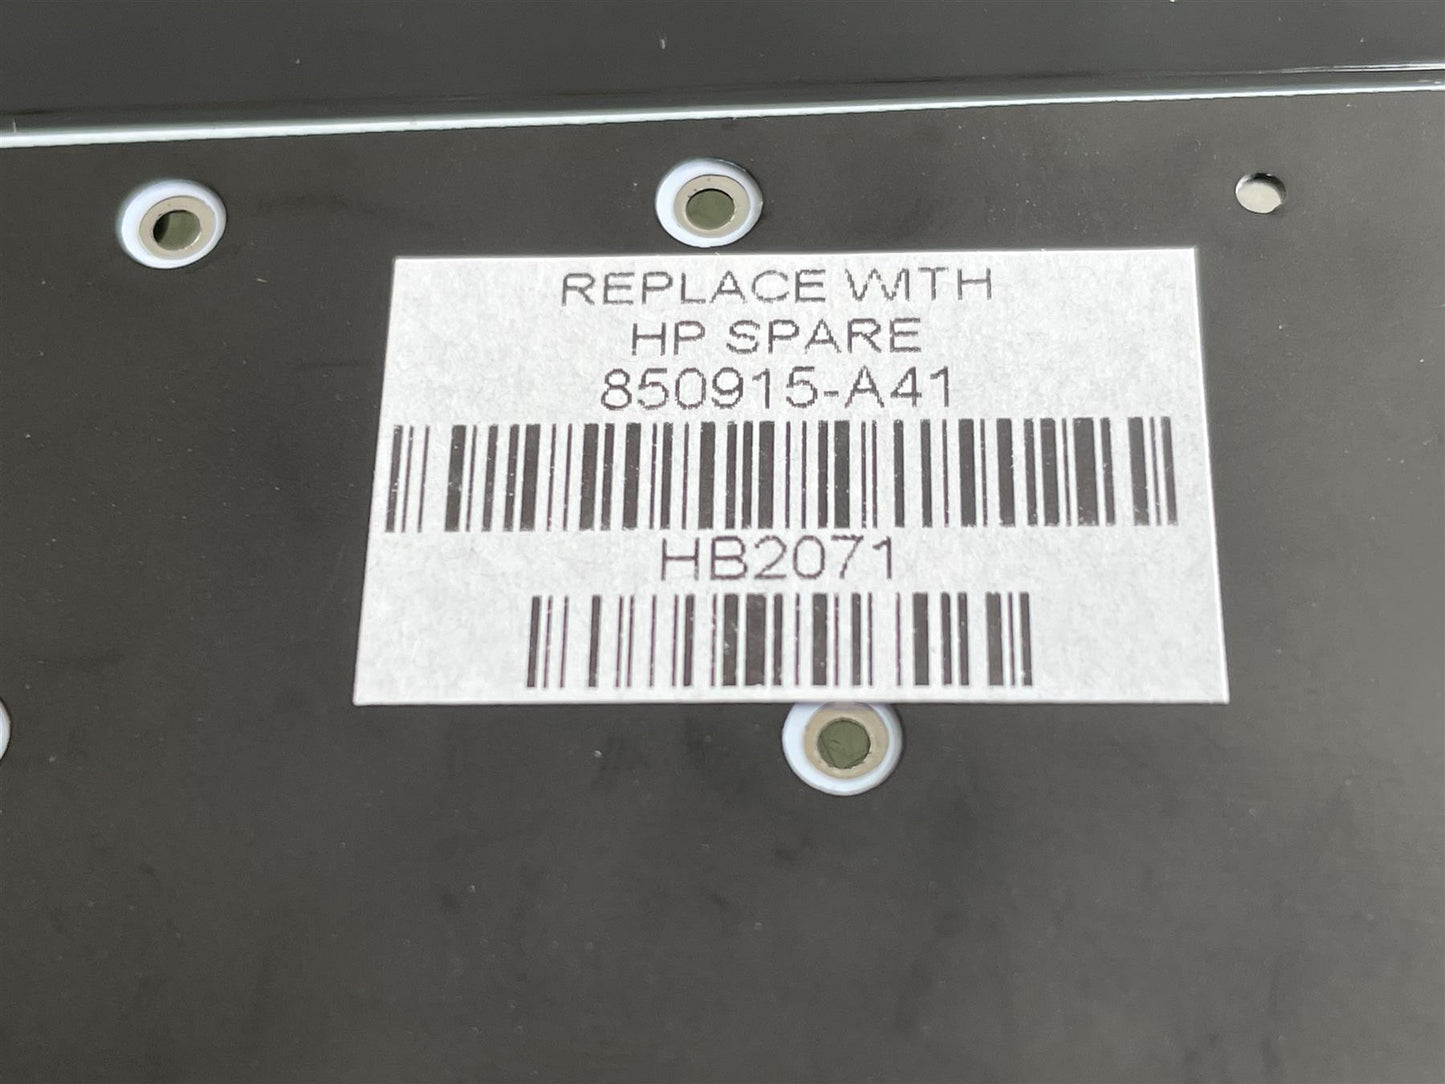 REPLACE WITH
HP SPARE
850915-A41
HB2071